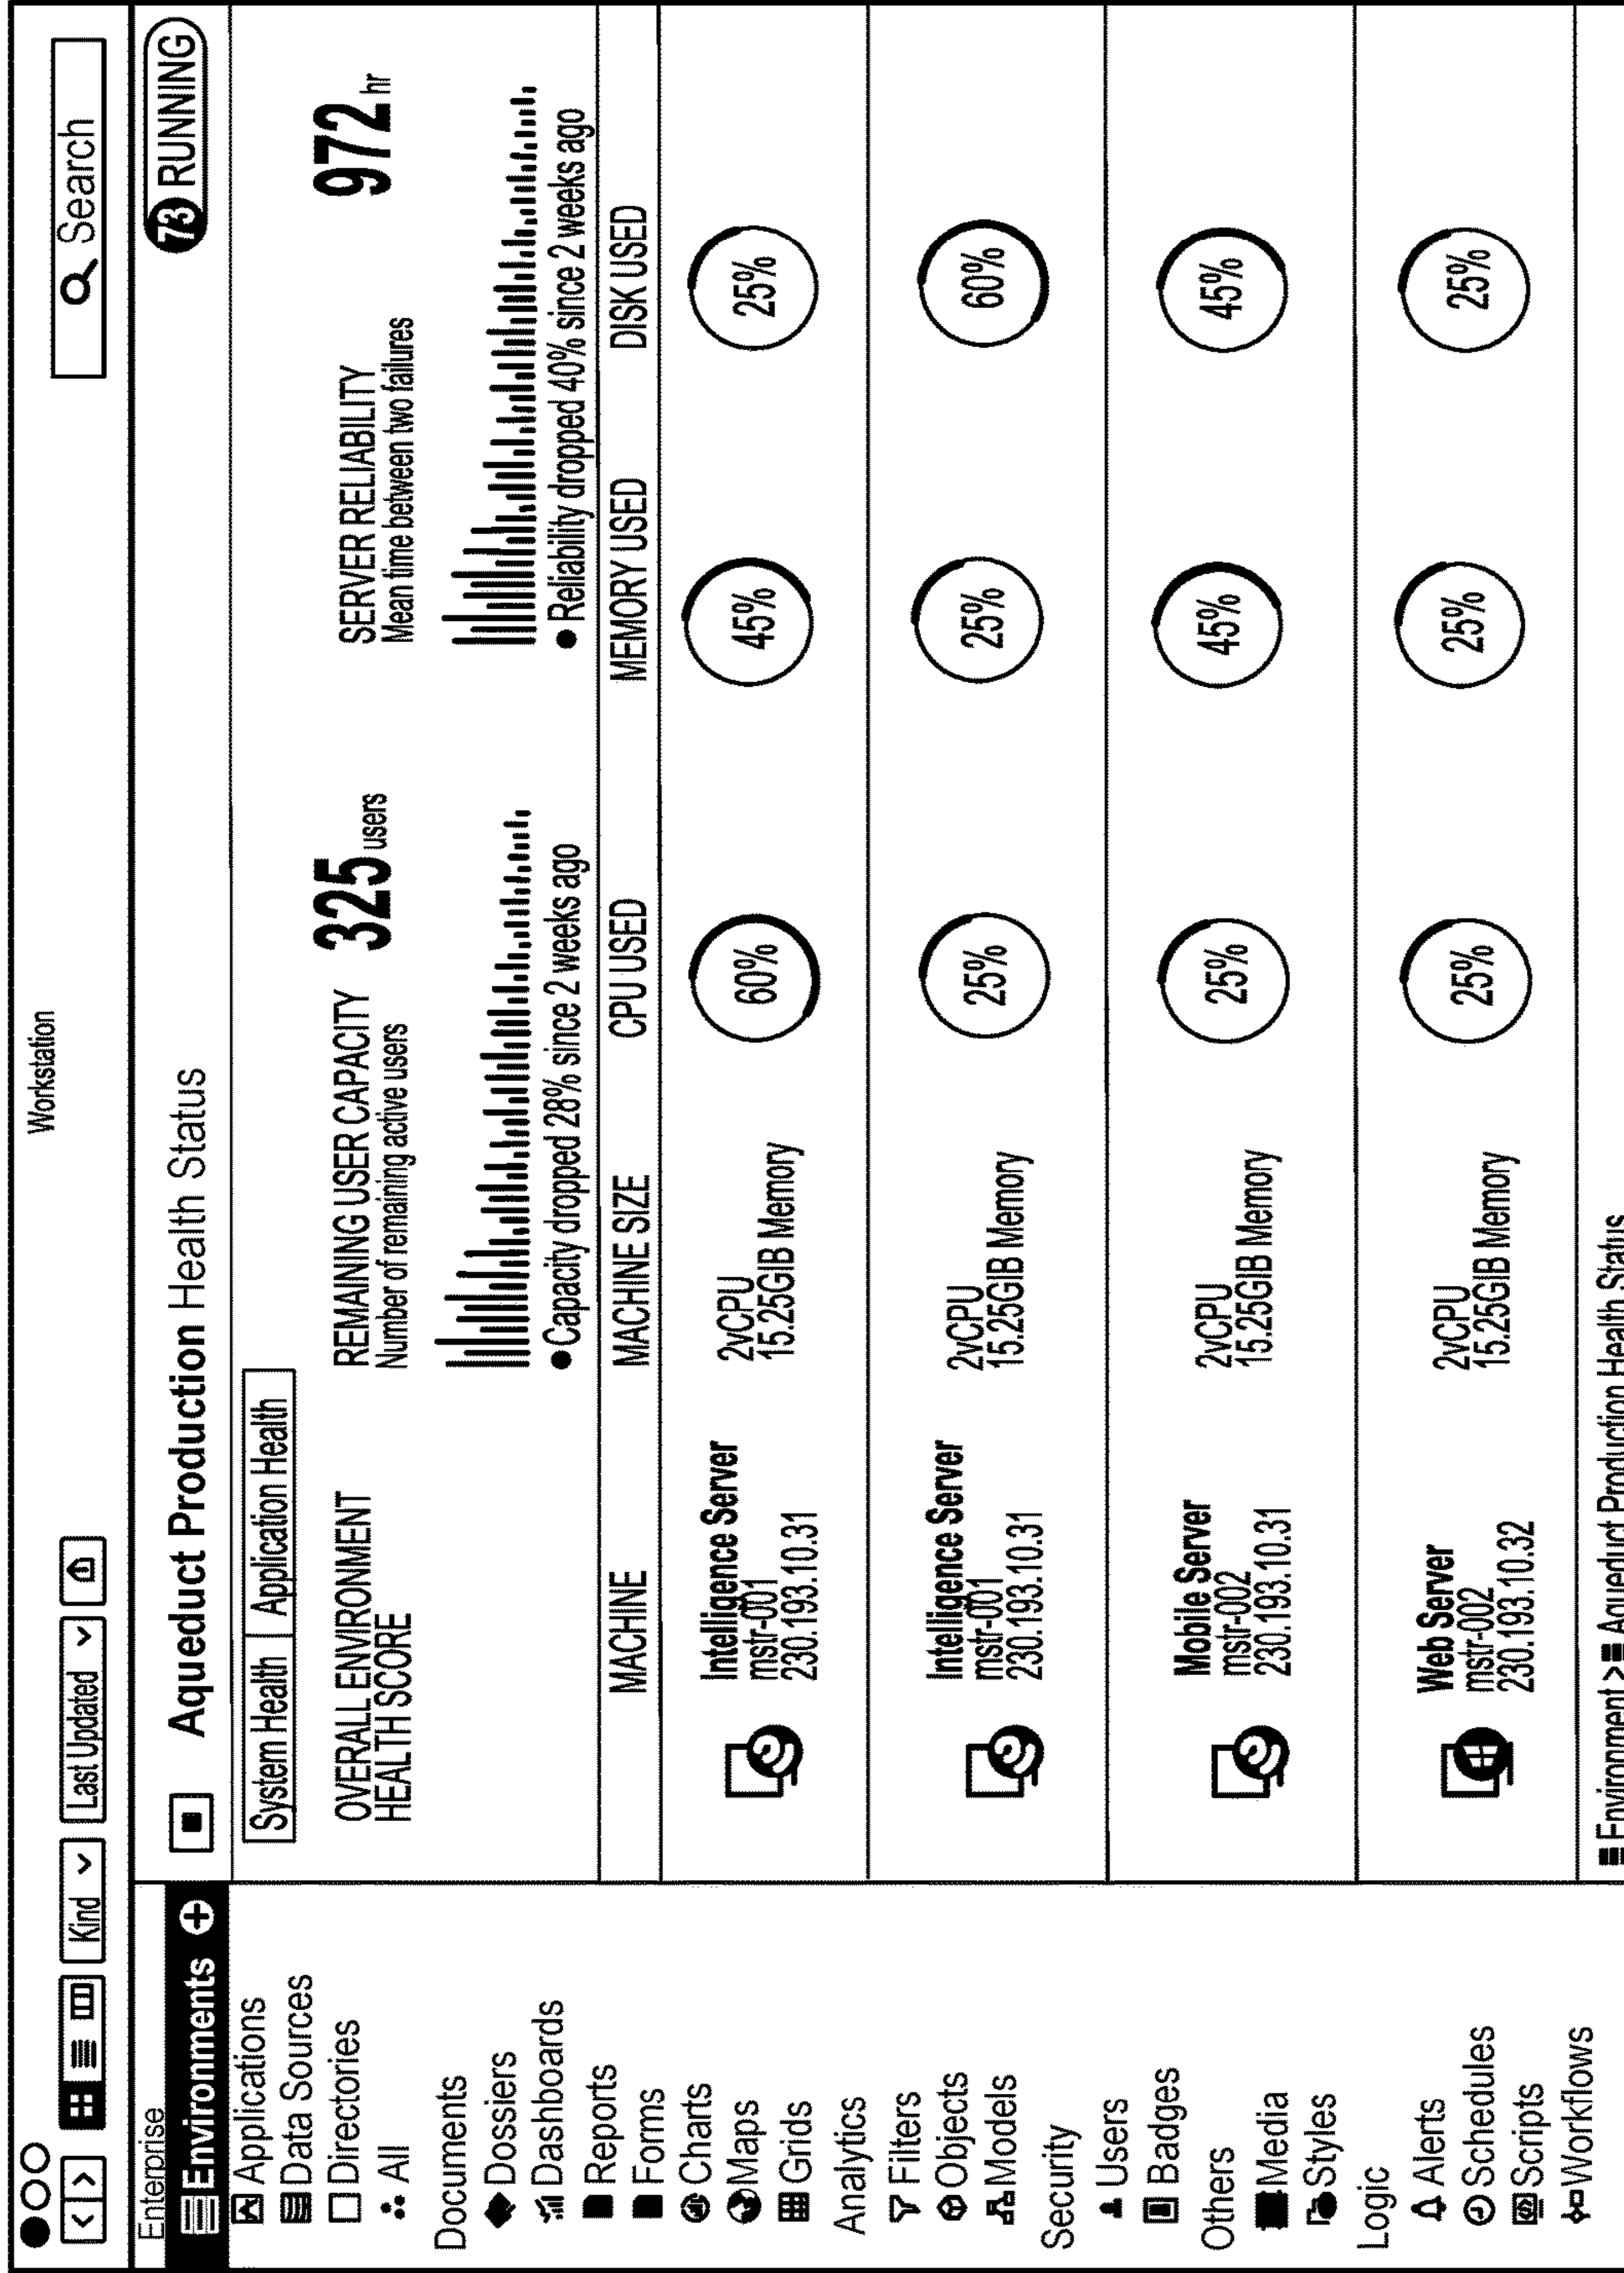 Workstation
Kind
Last Updated
Search
Enterprise
Environments
Applications
Data Sources
Directories
All
Documents
Dossiers
Dashboards
Reports
Forms
Charts
Maps
Grids
Analytics
Filters
Objects
Models
Security
Users
Badges
Others
Media
Styles
Logic
Alerts
Schedules
Scripts
Workflows
Aqueduct Production Health Status
73 RUNNING
System Health Application Health
OVERALL ENVIRONMENT
HEALTH SCORE
REMAINING USER CAPACITY
Number of remaining active users
325 users
Capacity dropped 28% since 2 weeks ago
SERVER RELIABILITY
Mean time between two failures
972 hr
Reliability dropped 40% since 2 weeks ago
MACHINE MACHINE SIZE CPU USED MEMORY USED DISK USED
Intelligence Server
mstr-001
230.193.10.31
2vCPU
15.25GIB Memory
60% 45% 25%
Inteligence Server
mstr-001
230.193.10.31
2vCPU
15.25GIB Memory
25% 25% 60%
Mobile Server
mstr-002
230.193.10.31
2vCPU
15.25GIB Memory
25% 45% 45%
Web Server
mstr-002
230.193.10.32
2vCPU
15.25GIB Memory
25% 25% 25%
Environment > Aqueduct Production Health Status